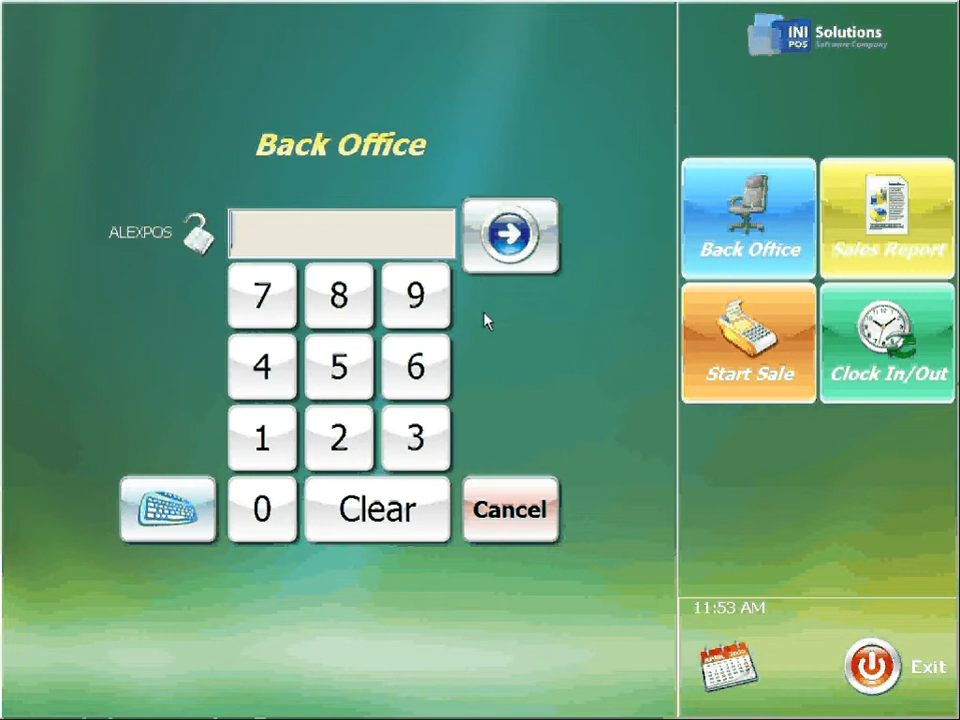 INI Solutions
POS Software Company
Back Office
ALEXPOS
7 8 9
4 5 6
1 2 3
0 Clear Cancel
Back Office
Sales Report
Start Sale
Clock In/Out
11:53 AM
Exit